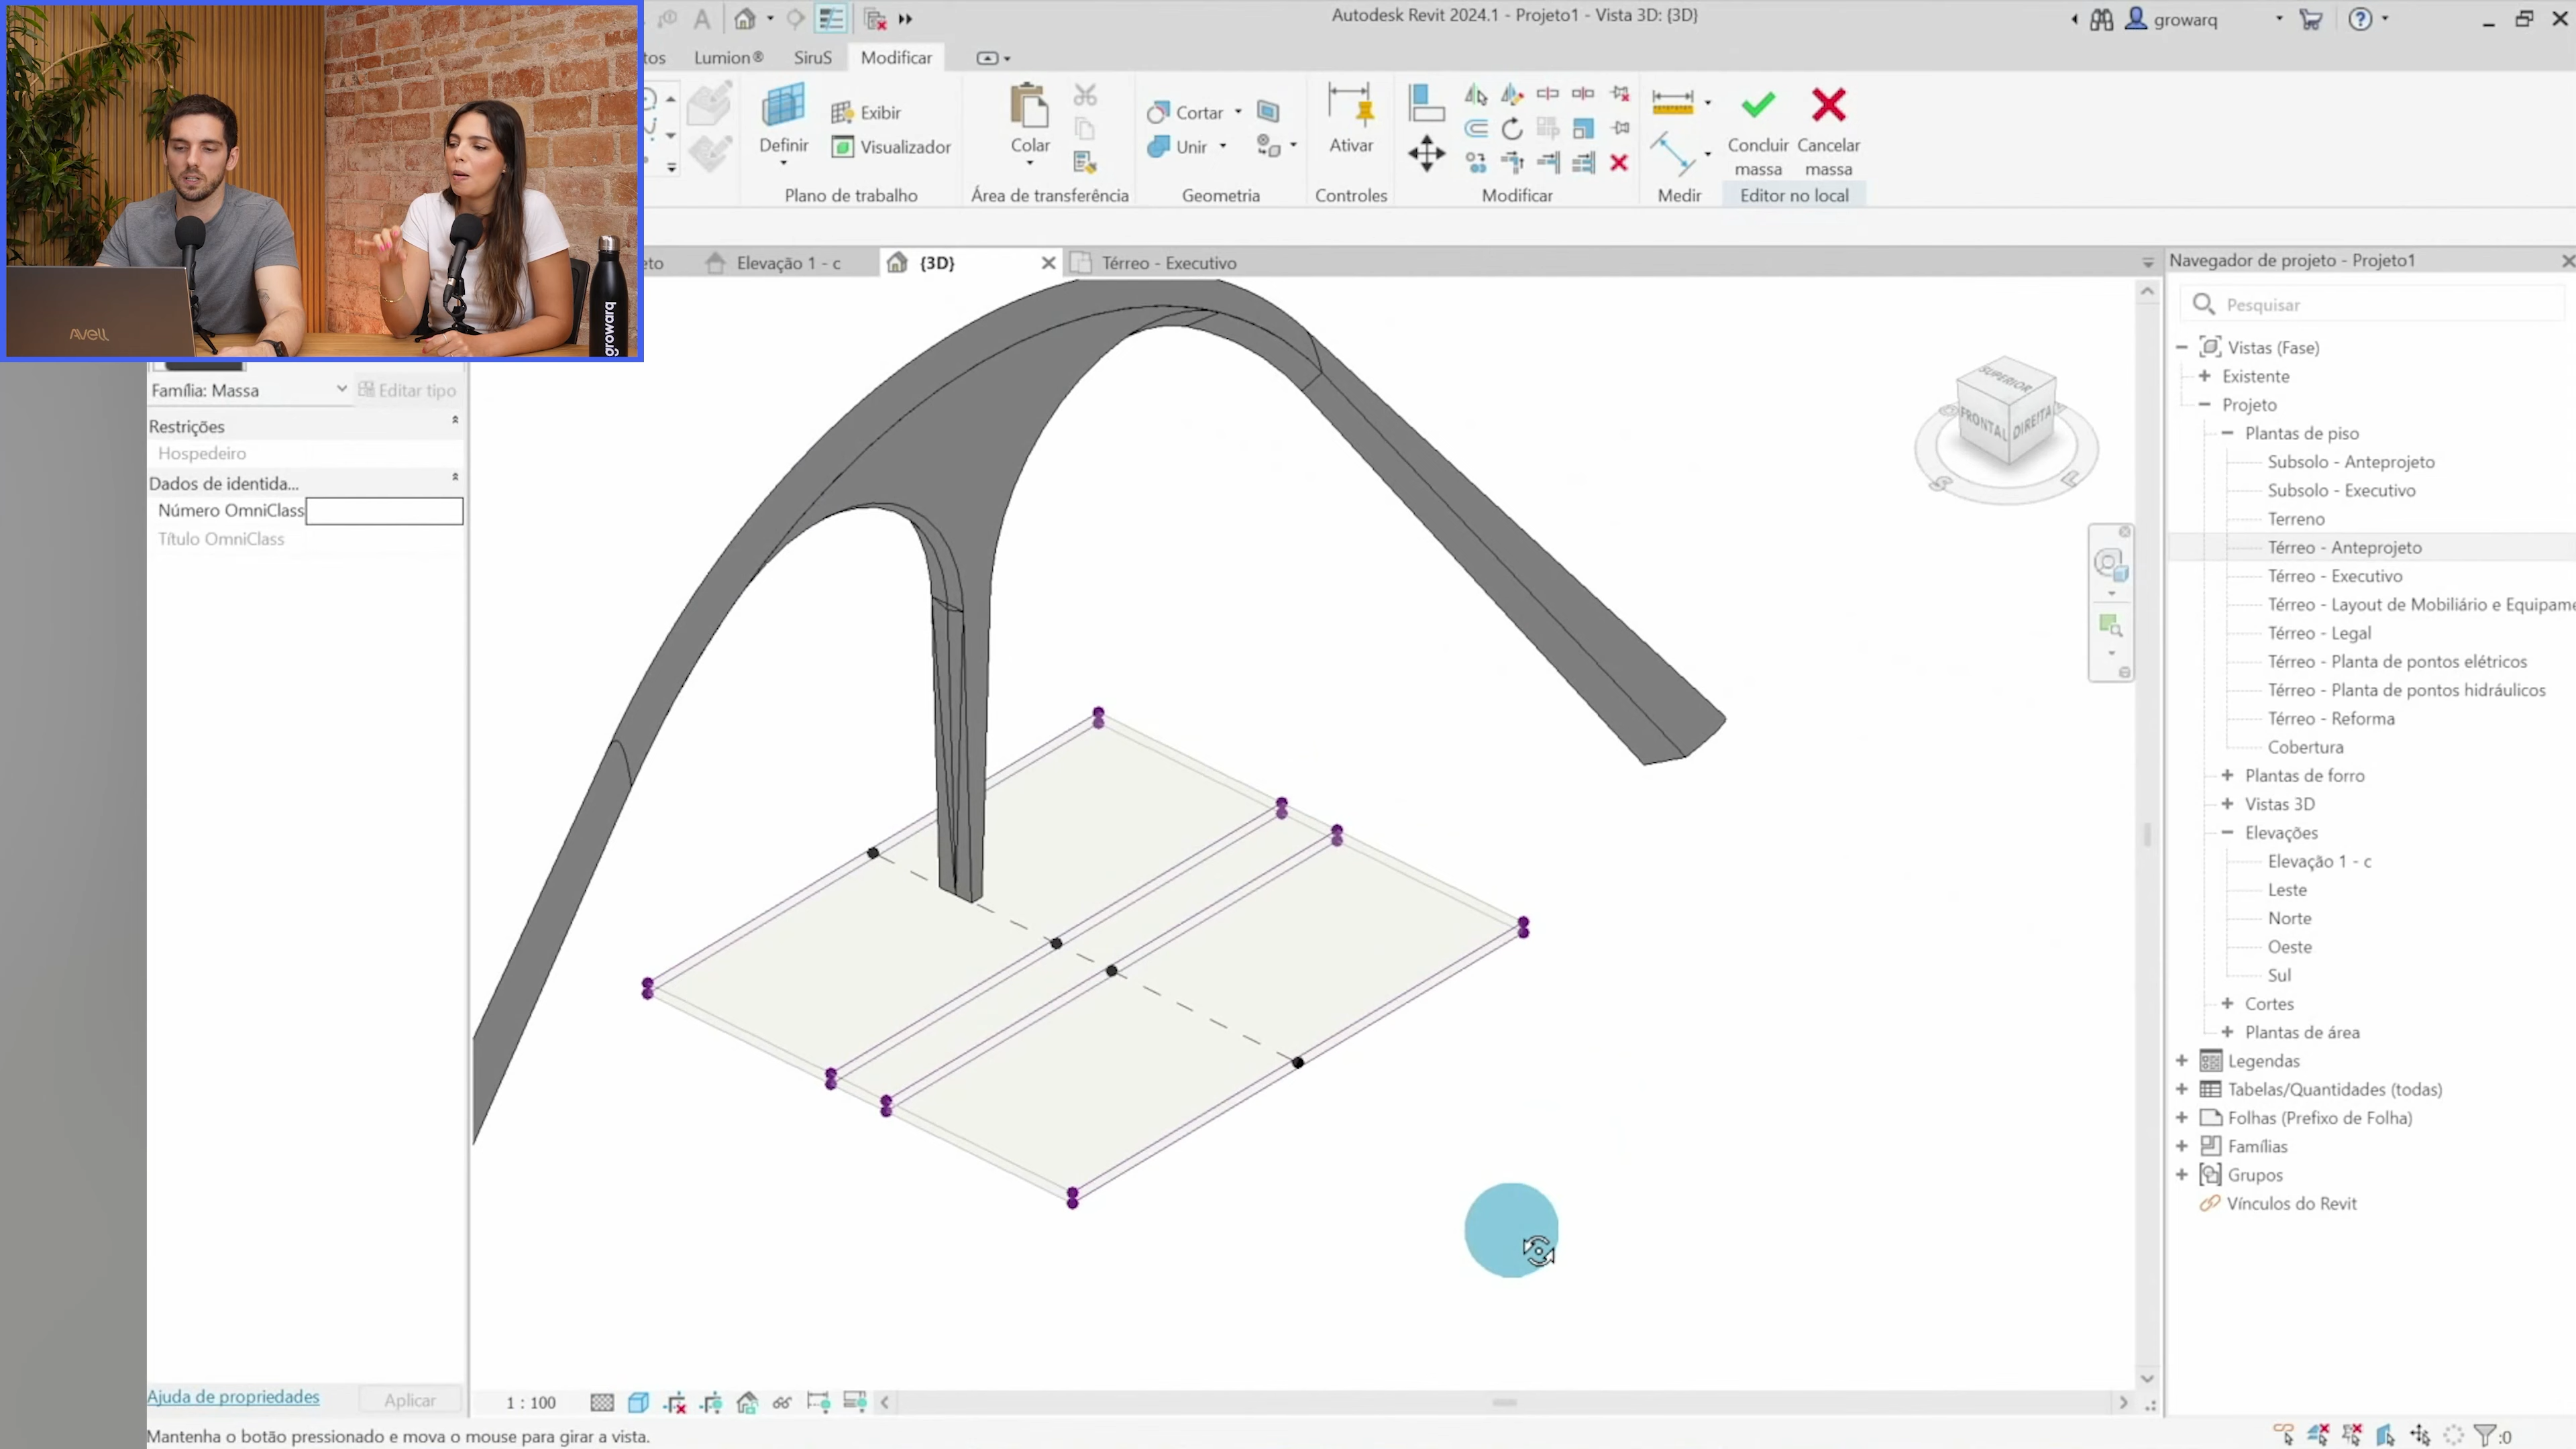 Autodesk Revit 2024.1 - Projeto1 - Vista 3D: {3D}
growarq
tos
Lumion®
SiruS
Modificar
Definir
Exibir
Visualizador
Colar
Cortar
Unir
Ativar
Concluir massa
Cancelar massa
Plano de trabalho
Área de transferência
Geometria
Controles
Modificar
Medir
Editor no local
eto
Elevação 1 - c
{3D}
Térreo - Executivo
AVELL
growarq
Família: Massa
Editar tipo
Restrições
Hospedeiro
Dados de identida...
Número OmniClass
Título OmniClass
SUPERIOR
FRONTAL
DIREITA
S
L
Navegador de projeto - Projeto1
Pesquisar
Vistas (Fase)
Existente
Projeto
Plantas de piso
Subsolo - Anteprojeto
Subsolo - Executivo
Terreno
Térreo - Anteprojeto
Térreo - Executivo
Térreo - Layout de Mobiliário e Equipame
Térreo - Legal
Térreo - Planta de pontos elétricos
Térreo - Planta de pontos hidráulicos
Térreo - Reforma
Cobertura
Plantas de forro
Vistas 3D
Elevações
Elevação 1 - c
Leste
Norte
Oeste
Sul
Cortes
Plantas de área
Legendas
Tabelas/Quantidades (todas)
Folhas (Prefixo de Folha)
Famílias
Grupos
Vínculos do Revit
Ajuda de propriedades
Aplicar
1 : 100
Mantenha o botão pressionado e mova o mouse para girar a vista.
:0